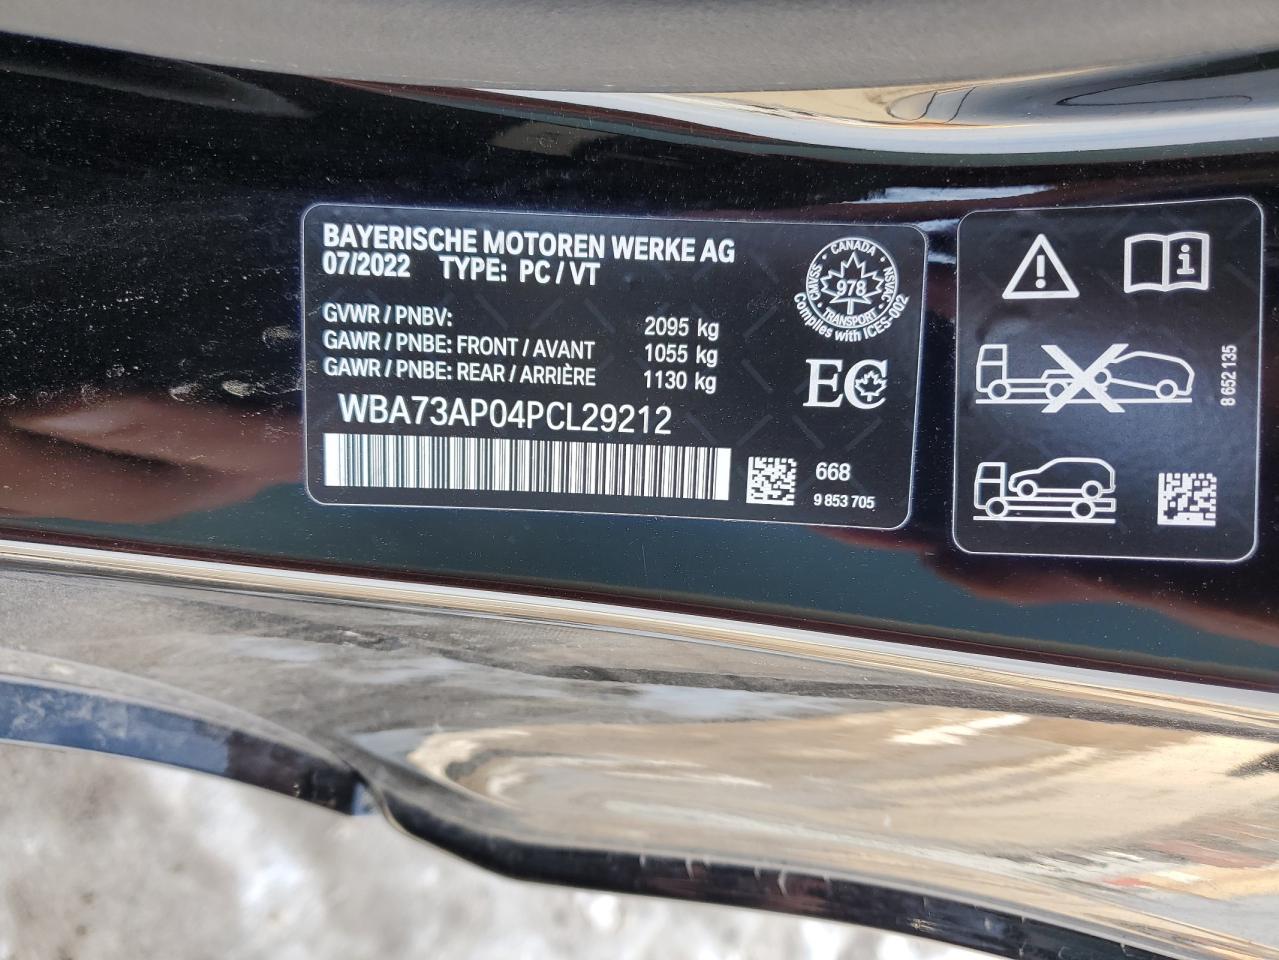 BAYERISCHE MOTOREN WERKE AG
07/2022 TYPE: PC / VT
GVWR / PNBV: 2095 kg
GAWR / PNBE: FRONT / AVANT 1055 kg
GAWR / PNBE: REAR / ARRIÈRE 1130 kg
WBA73AP04PCL29212
CANADA
CMVSS
NSVAC
978
TRANSPORT
Complies with ICES-002
EC
668
9 853 705
i
8 652 135